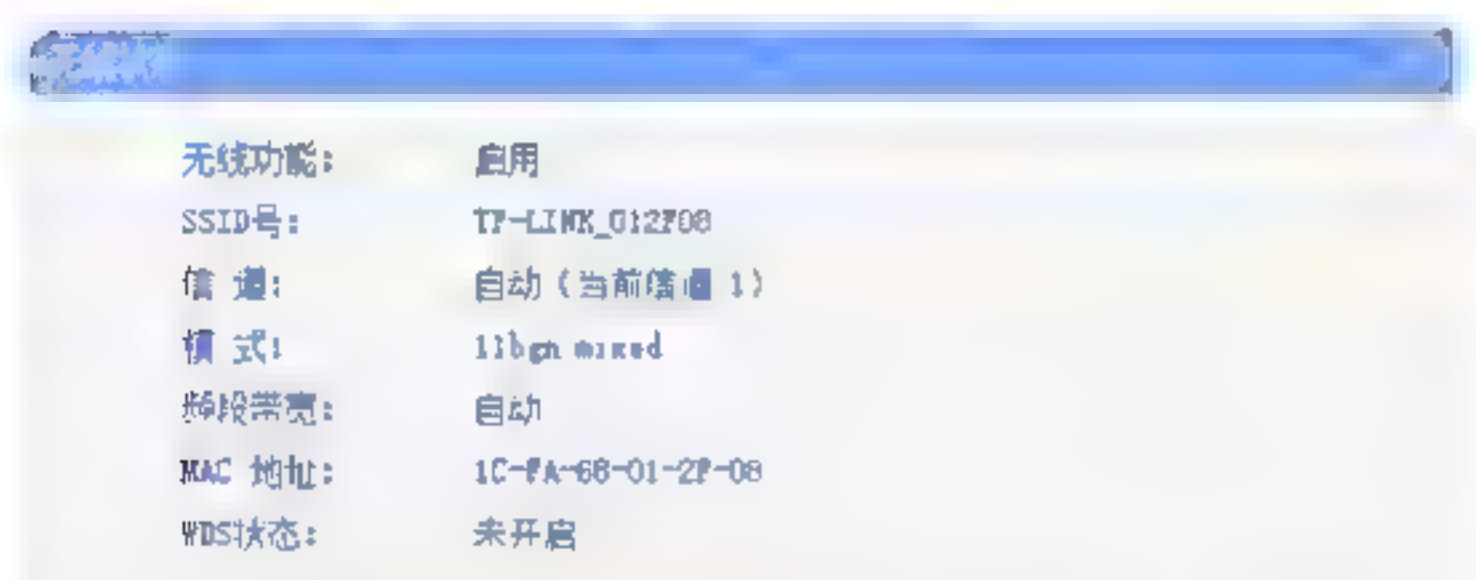 无线功能： 启用
SSID号： TP-LINK_012F08
信 道： 自动（当前信道 1）
模 式： 11bgn mixed
频段带宽： 自动
MAC 地址： 1C-FA-68-01-2F-08
WDS状态： 未开启